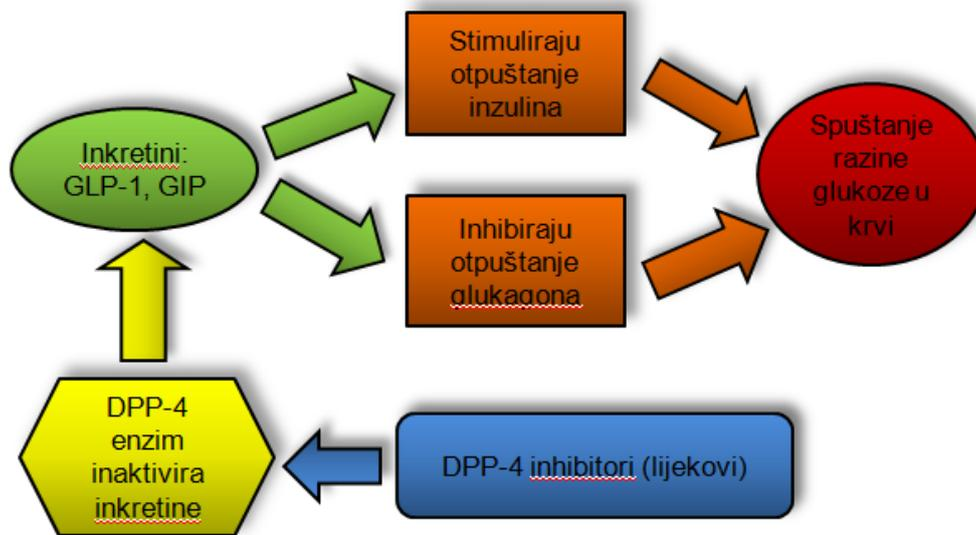 Inkretini:
GLP-1, GIP
Stimuliraju
otpuštanje
inzulina
Inhibiraju
otpuštanje
glukagona
Spuštanje
razine
glukoze u
krvi
DPP-4
enzim
inaktivira
inkretine
DPP-4 inhibitori (lijekovi)